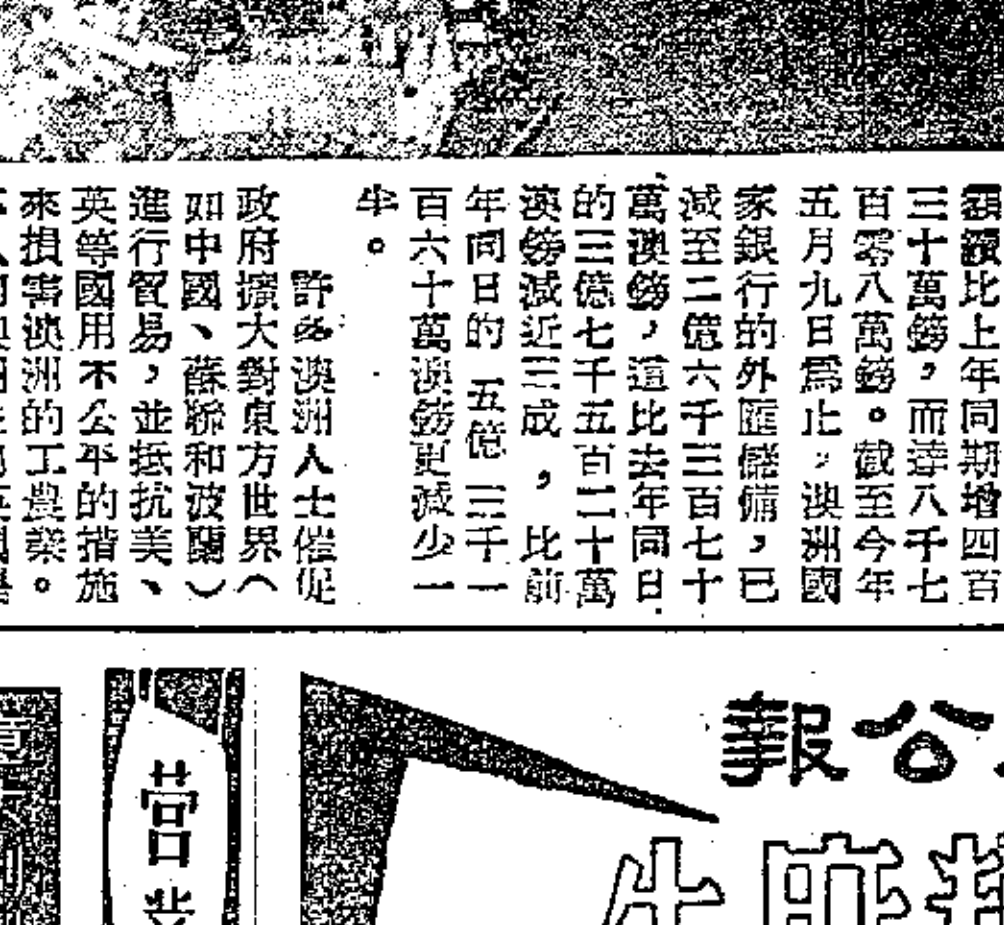 額續比上年同期增四百
三十萬鎊，而達八千七
百零八萬鎊。截至今年
五月九日爲止，澳洲國
家銀行的外匯儲備，已
減至二億六千三百七十
萬澳鎊，這比去年同日
的三億七千五百二十萬
澳鎊減近三成，比前
年同日的五億三千一
百六十萬澳鎊更減少一
半。
許多澳洲人士催促
政府擴大對東方世界（
如中國、蘇聯和波蘭）
進行貿易，並抵抗美、
英等國用不公平的措施
來損害澳洲的工農業。
公報
营业